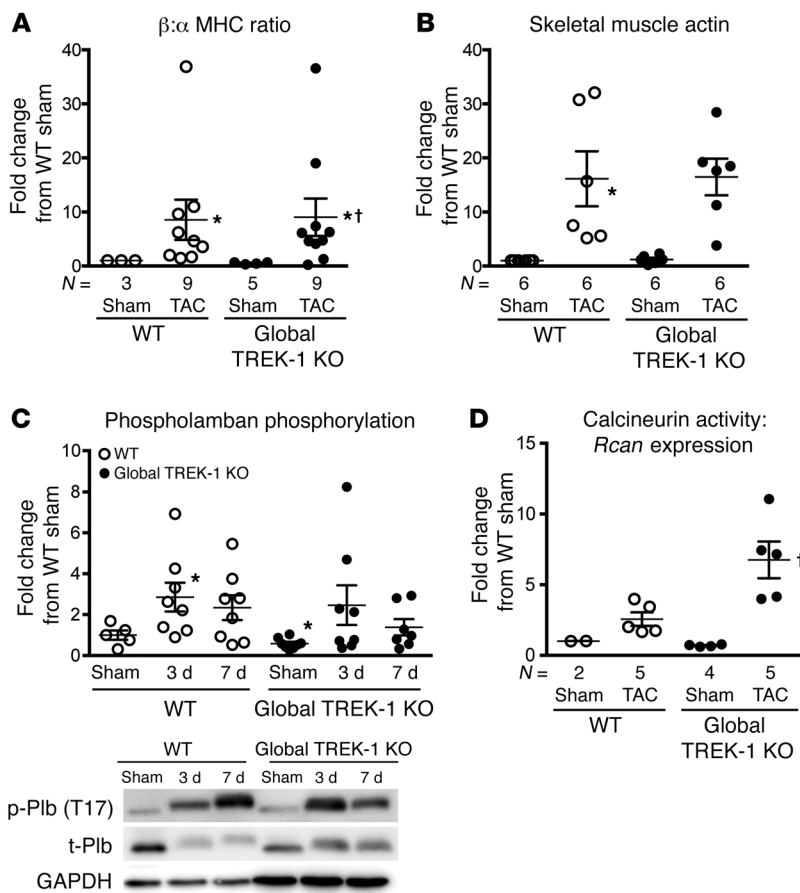 A
β:α MHC ratio
Fold change
from WT sham
40
30
20
10
0
*
*†
N = 3 9 5 9
Sham TAC Sham TAC
WT Global
TREK-1 KO
B
Skeletal muscle actin
Fold change
from WT sham
40
30
20
10
0
*
N = 6 6 6 6
Sham TAC Sham TAC
WT Global
TREK-1 KO
C
Phospholamban phosphorylation
Fold change
from WT sham
10
8
6
4
2
0
WT
Global TREK-1 KO
*
*
Sham 3 d 7 d Sham 3 d 7 d
WT Global TREK-1 KO
WT Global TREK-1 KO
Sham 3 d 7 d Sham 3 d 7 d
p-Plb (T17)
t-Plb
GAPDH
D
Calcineurin activity:
Rcan expression
Fold change
from WT sham
15
10
5
0
†
N = 2 5 4 5
Sham TAC Sham TAC
WT Global
TREK-1 KO